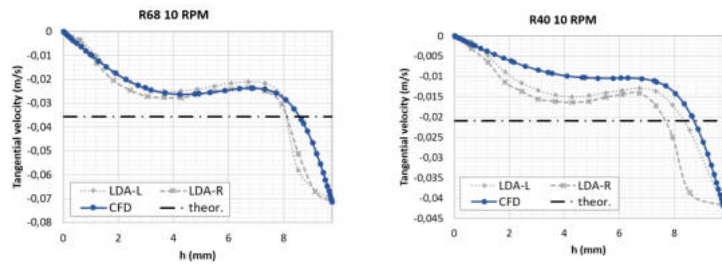 R68 10 RPM
Tangential velocity (m/s)
0
-0,01
-0,02
-0,03
-0,04
-0,05
-0,06
-0,07
-0,08
0 2 4 6 8
h (mm)
LDA-L LDA-R
CFD theor.
R40 10 RPM
Tangential velocity (m/s)
0
-0,005
-0,01
-0,015
-0,02
-0,025
-0,03
-0,035
-0,04
-0,045
0 2 4 6 8
h (mm)
LDA-L LDA-R
CFD theor.